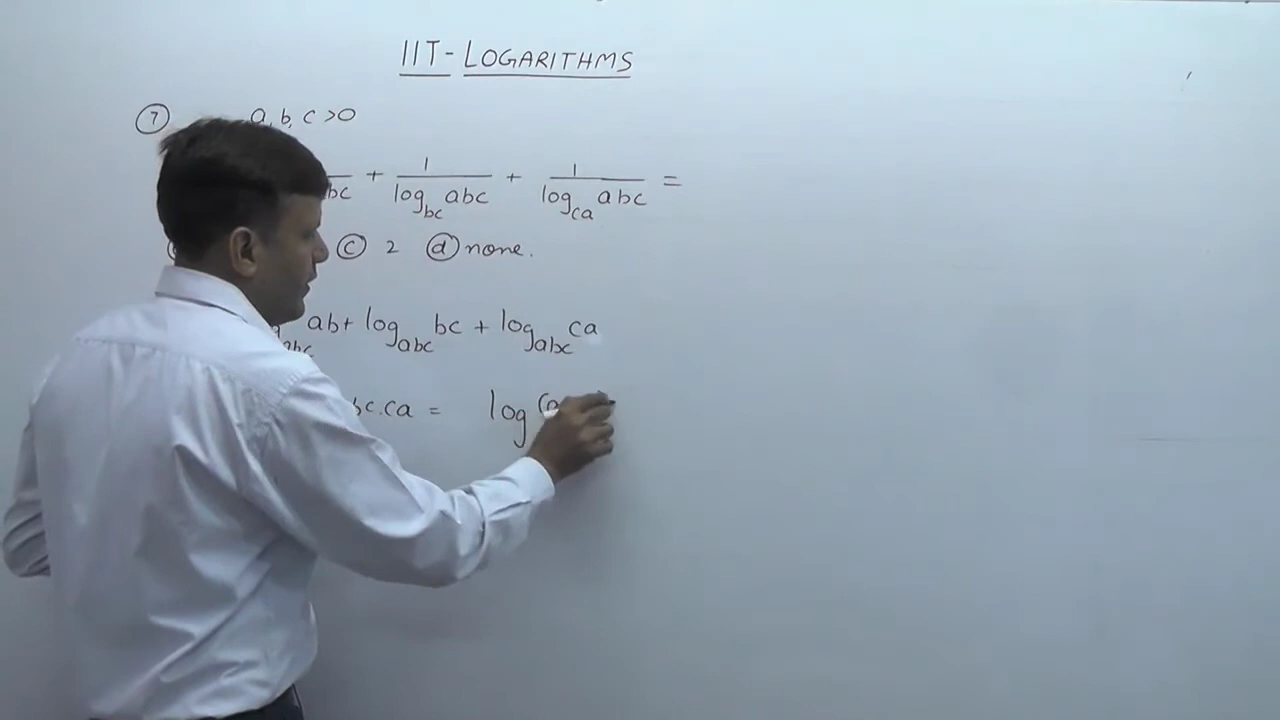 IIT - LOGARITHMS
7 a, b, c >0
bc + 1/log_bc abc + 1/log_ca abc =
c 2 d none.
abc ab + log_abc bc + log_abc ca
bc.ca = log (a